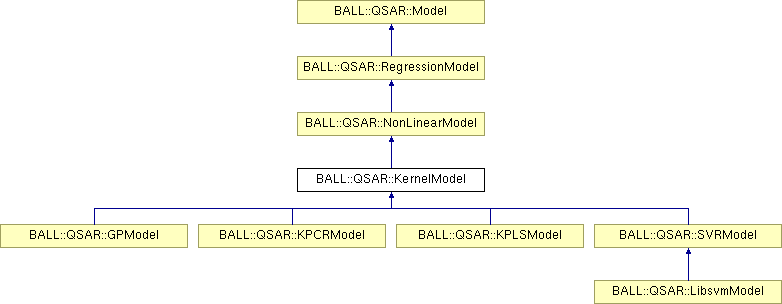 BALL::QSAR::Model
BALL::QSAR::RegressionModel
BALL::QSAR::NonLinearModel
BALL::QSAR::KernelModel
BALL::QSAR::GPModel
BALL::QSAR::KPCRModel
BALL::QSAR::KPLSModel
BALL::QSAR::SVRModel
BALL::QSAR::LibsvmModel